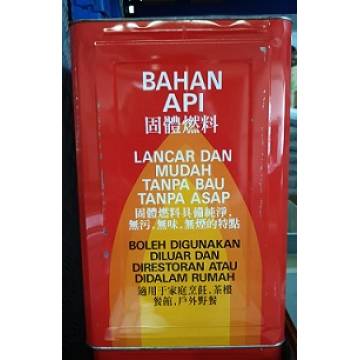 BAHAN
API
固體燃料
LANCAR DAN
MUDAH
TANPA BAU
TANPA ASAP
固體燃料具備純淨,
無污,無味,無煙的特點
BOLEH DIGUNAKAN
DILUAR DAN
DIRESTORAN ATAU
DIDALAM RUMAH
適用于家庭烹飪,茶樓
餐館,戶外野餐